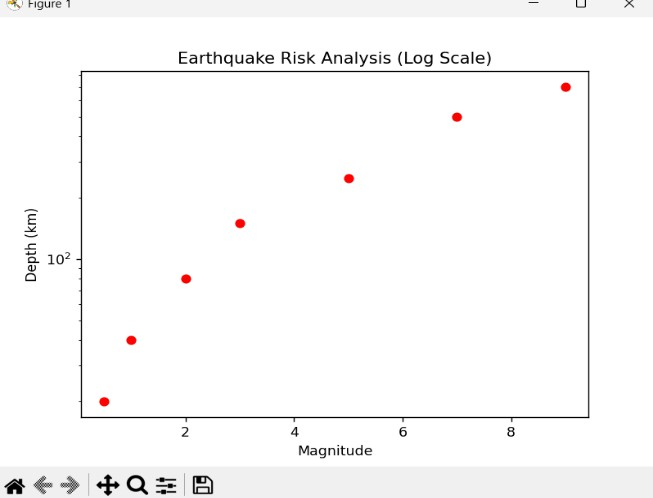 Figure 1
Earthquake Risk Analysis (Log Scale)
Depth (km)
10²
2 4 6 8
Magnitude